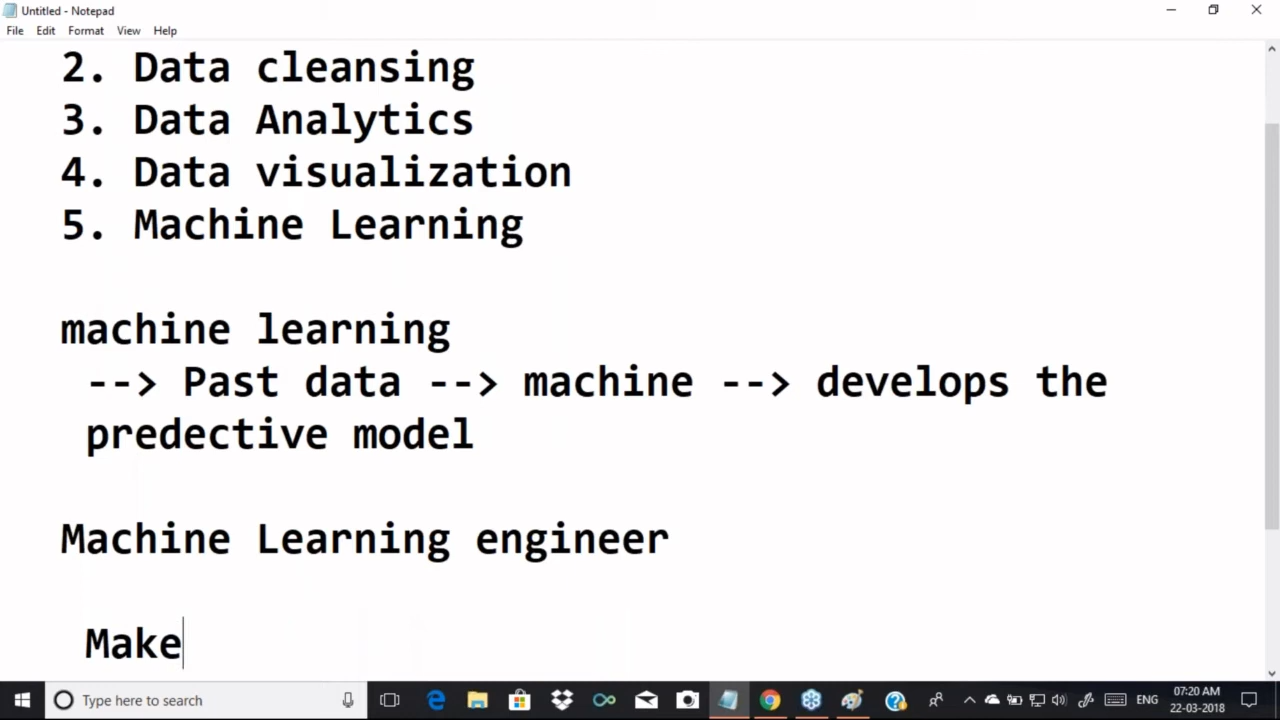 Untitled - Notepad
File Edit Format View Help
2. Data cleansing
3. Data Analytics
4. Data visualization
5. Machine Learning
machine learning
--> Past data --> machine --> develops the
predective model
Machine Learning engineer
Make
Type here to search
ENG
07:20 AM
22-03-2018